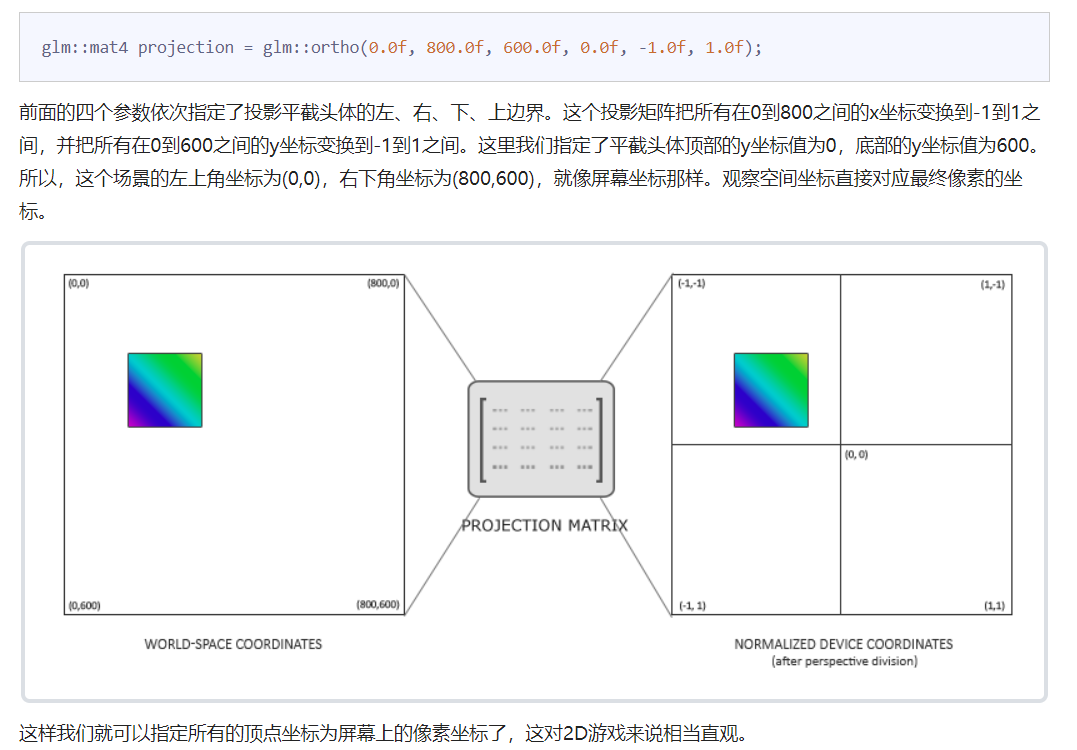 glm::mat4 projection = glm::ortho(0.0f, 800.0f, 600.0f, 0.0f, -1.0f, 1.0f);
前面的四个参数依次指定了投影平截头体的左、右、下、上边界。这个投影矩阵把所有在0到800之间的x坐标变换到-1到1之
间，并把所有在0到600之间的y坐标变换到-1到1之间。这里我们指定了平截头体顶部的y坐标值为0，底部的y坐标值为600。
所以，这个场景的左上角坐标为(0,0)，右下角坐标为(800,600)，就像屏幕坐标那样。观察空间坐标直接对应最终像素的坐
标。
(0,0)
(800,0)
(0,600)
(800,600)
WORLD-SPACE COORDINATES
PROJECTION MATRIX
(-1,-1)
(1,-1)
(0, 0)
(-1, 1)
(1,1)
NORMALIZED DEVICE COORDINATES
(after perspective division)
这样我们就可以指定所有的顶点坐标为屏幕上的像素坐标了，这对2D游戏来说相当直观。